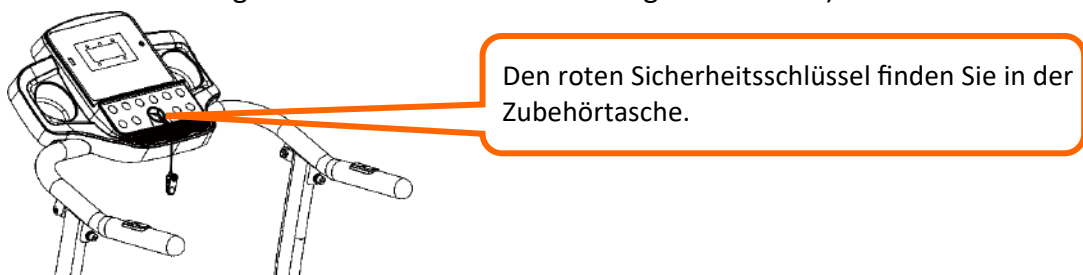 Den roten Sicherheitsschlüssel finden Sie in der
Zubehörtasche.